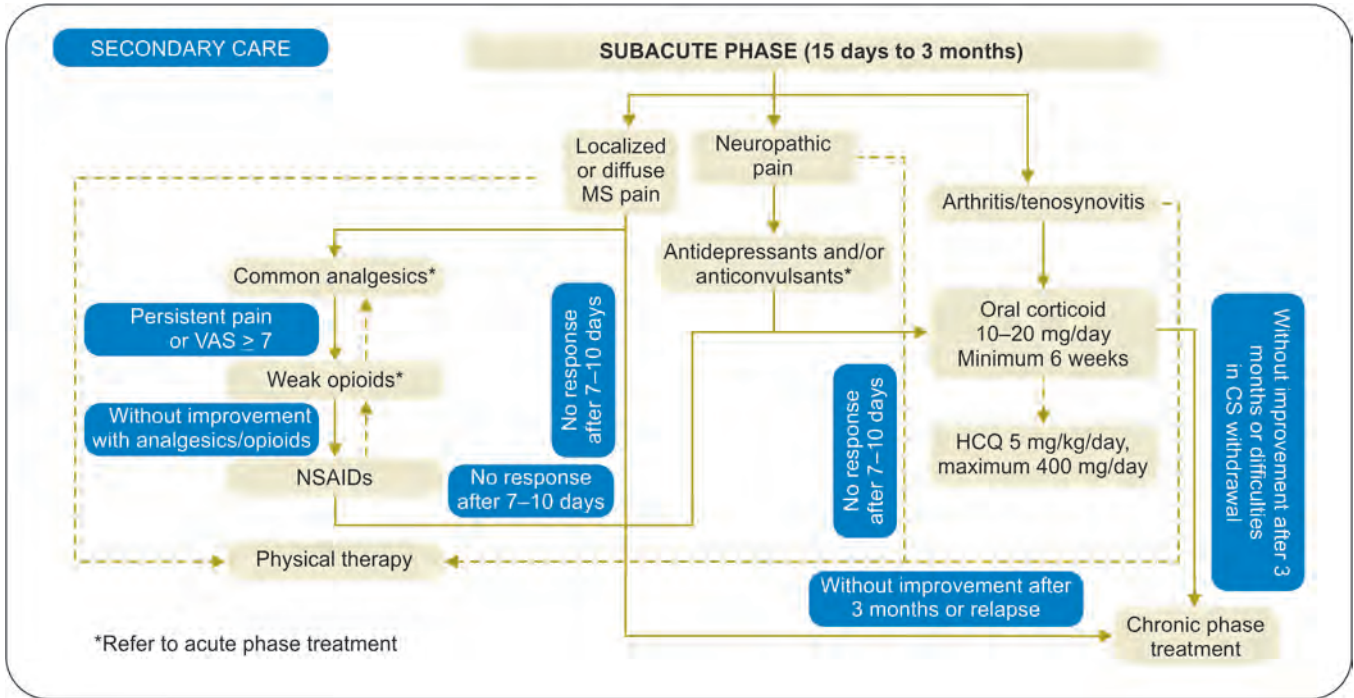 SECONDARY CARE
SUBACUTE PHASE (15 days to 3 months)
Localized
or diffuse
MS pain
Neuropathic
pain
Arthritis/tenosynovitis
Common analgesics*
Antidepressants and/or
anticonvulsants*
Persistent pain
or VAS ≥ 7
Weak opioids*
Without improvement
with analgesics/opioids
NSAIDs
No response
after 7–10 days
No response
after 7–10 days
No response
after 7–10 days
Oral corticoid
10–20 mg/day
Minimum 6 weeks
HCQ 5 mg/kg/day,
maximum 400 mg/day
Without improvement after 3
months or difficulties
in CS withdrawal
Physical therapy
Without improvement after
3 months or relapse
Chronic phase
treatment
*Refer to acute phase treatment